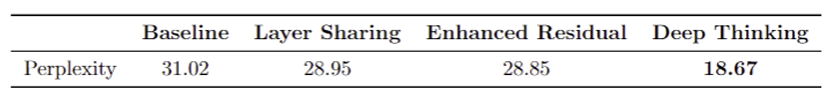 Baseline Layer Sharing Enhanced Residual Deep Thinking
Perplexity 31.02 28.95 28.85 18.67